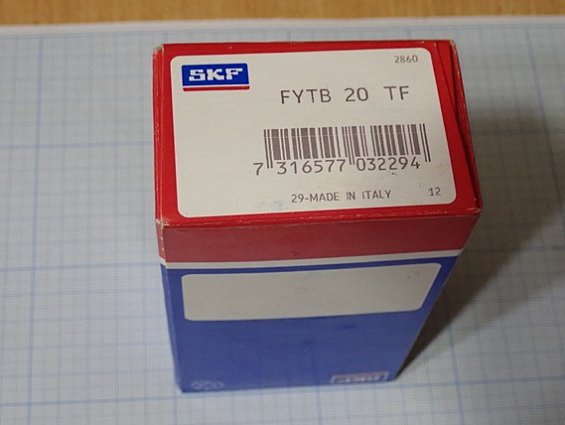 2860
SKF
FYTB 20 TF
7 316577 032294
29-MADE IN ITALY 12